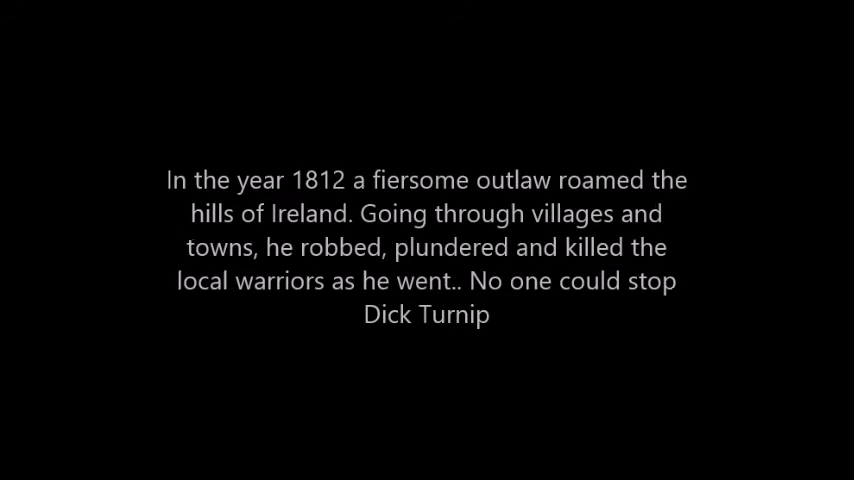 In the year 1812 a fiersome outlaw roamed the
hills of Ireland. Going through villages and
towns, he robbed, plundered and killed the
local warriors as he went.. No one could stop
Dick Turnip